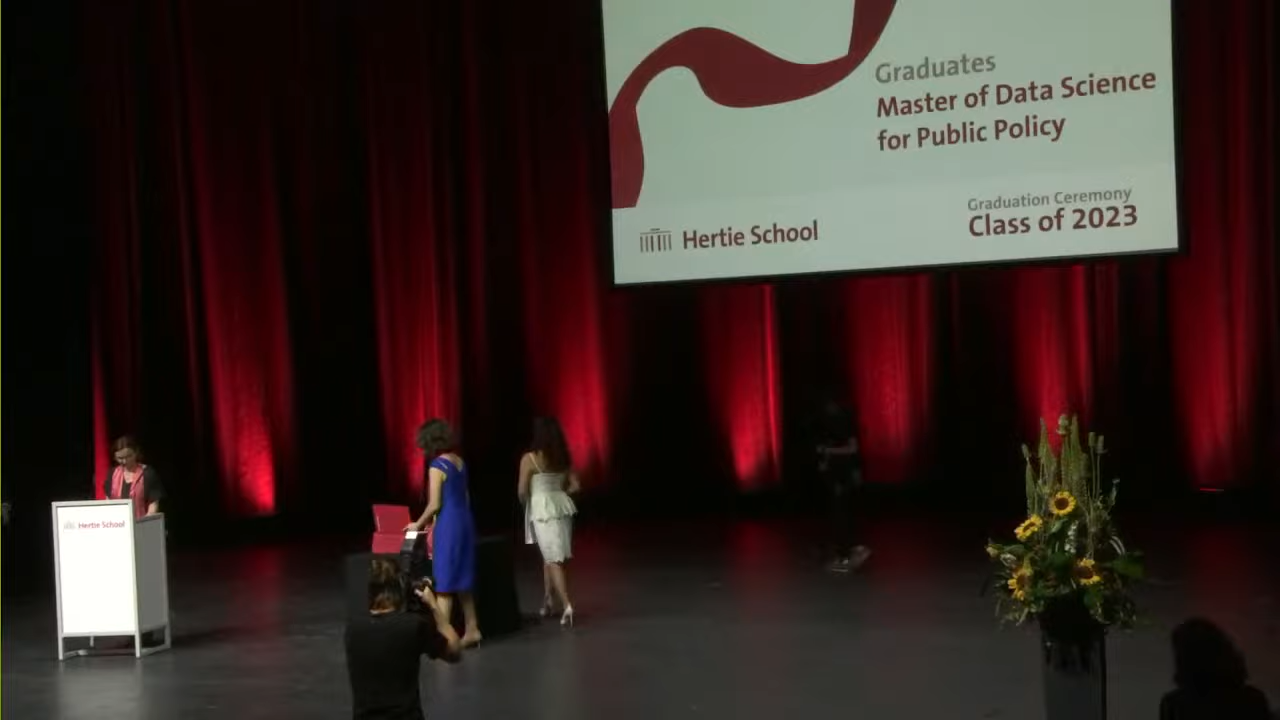 Graduates
Master of Data Science
for Public Policy
Graduation Ceremony
Class of 2023
Hertie School
Hertie School